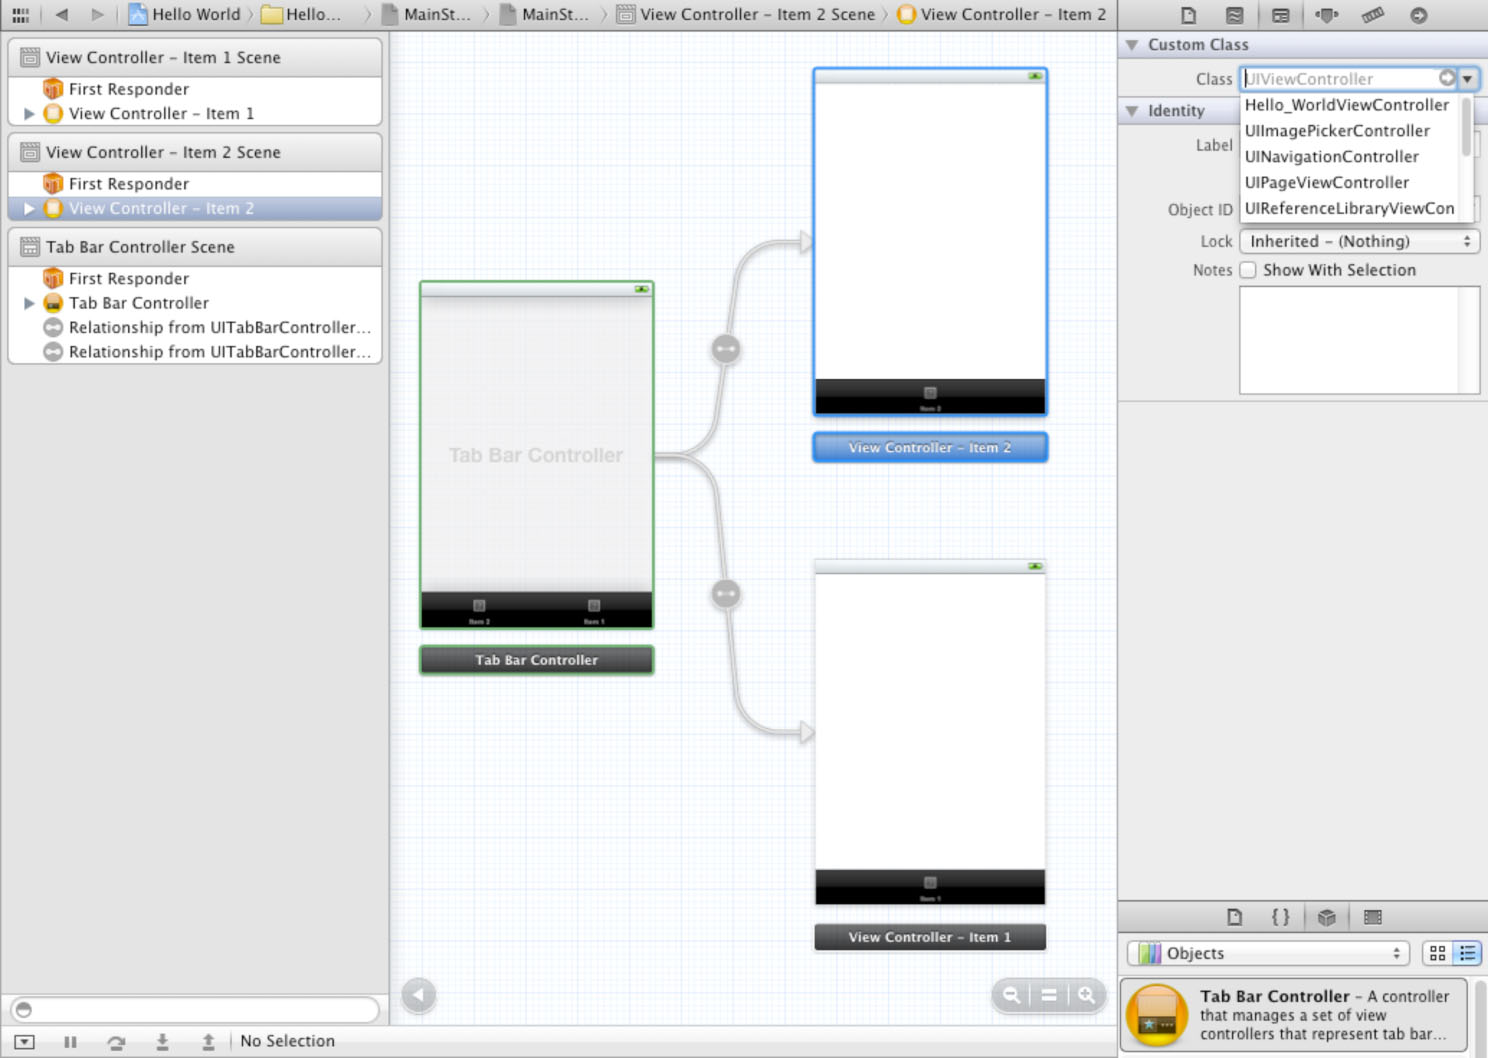 Hello World
Hello...
MainSt...
MainSt...
View Controller – Item 2 Scene
View Controller – Item 2
View Controller – Item 1 Scene
First Responder
View Controller – Item 1
View Controller – Item 2 Scene
First Responder
View Controller – Item 2
Tab Bar Controller Scene
First Responder
Tab Bar Controller
Relationship from UITabBarController...
Relationship from UITabBarController...
Tab Bar Controller
Item 2
Item 1
Tab Bar Controller
Item 2
View Controller – Item 2
Item 1
View Controller – Item 1
No Selection
Custom Class
Class UIViewController
Hello_WorldViewController
UIImagePickerController
UINavigationController
UIPageViewController
UIReferenceLibraryViewCon
Identity
Label
Object ID
Lock Inherited – (Nothing)
Notes Show With Selection
{ }
Objects
Tab Bar Controller – A controller
that manages a set of view
controllers that represent tab bar...